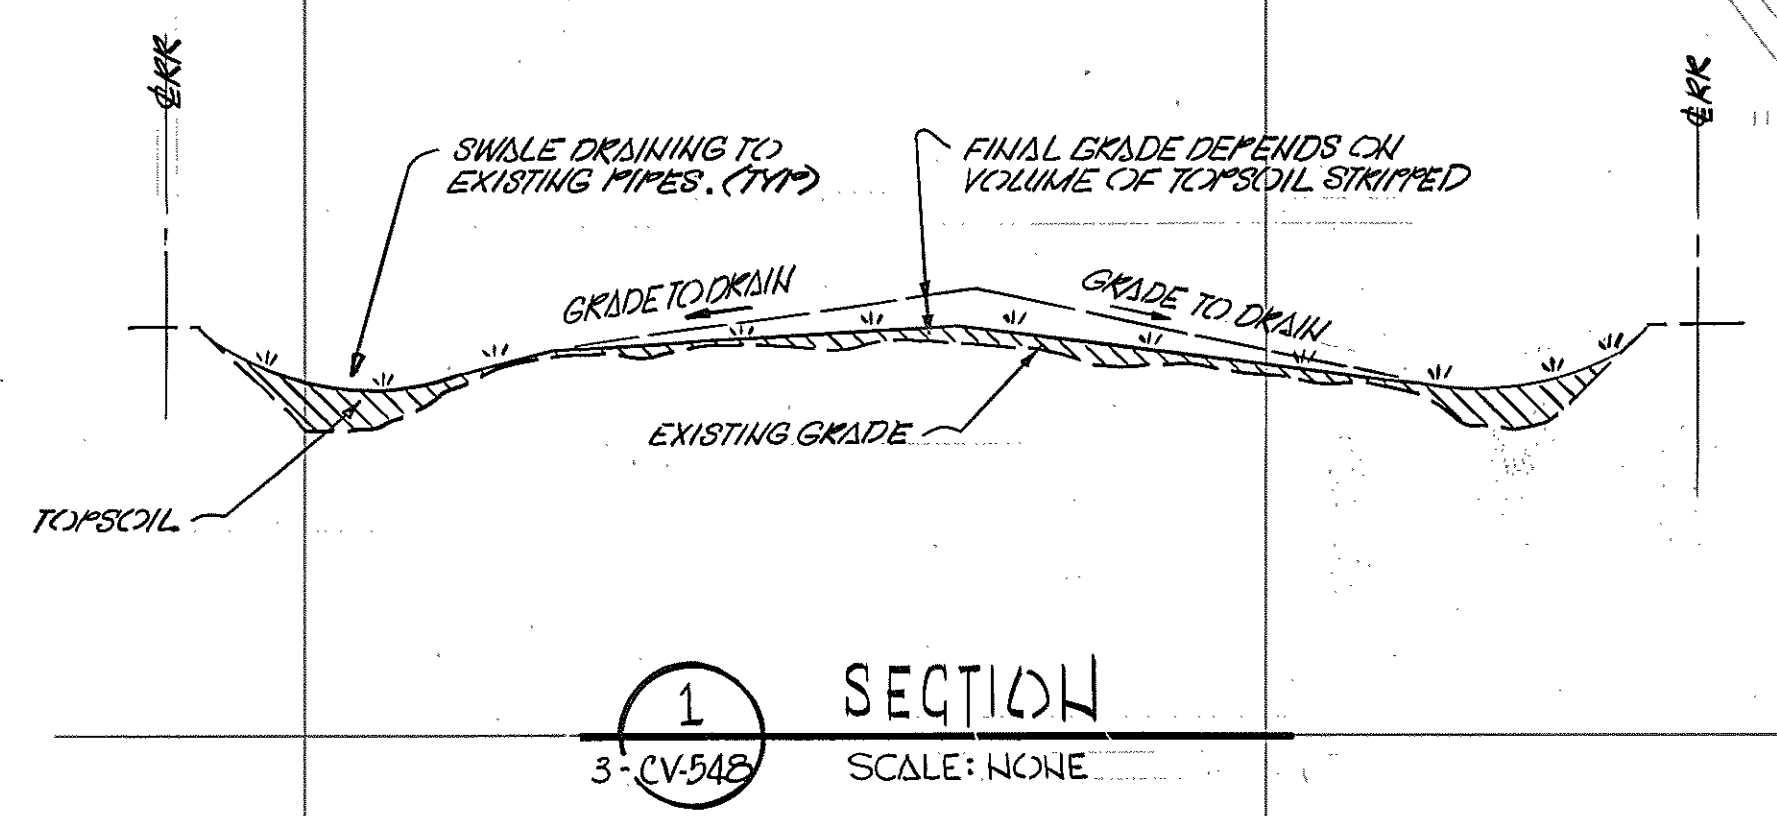 ℄ RR
℄ RR
SWALE DRAINING TO
EXISTING PIPES. (TYP)
FINAL GRADE DEPENDS ON
VOLUME OF TOPSOIL STRIPPED
GRADE TO DRAIN
GRADE TO DRAIN
EXISTING GRADE
TOPSOIL
1
3-CV-548
SECTION
SCALE: NONE